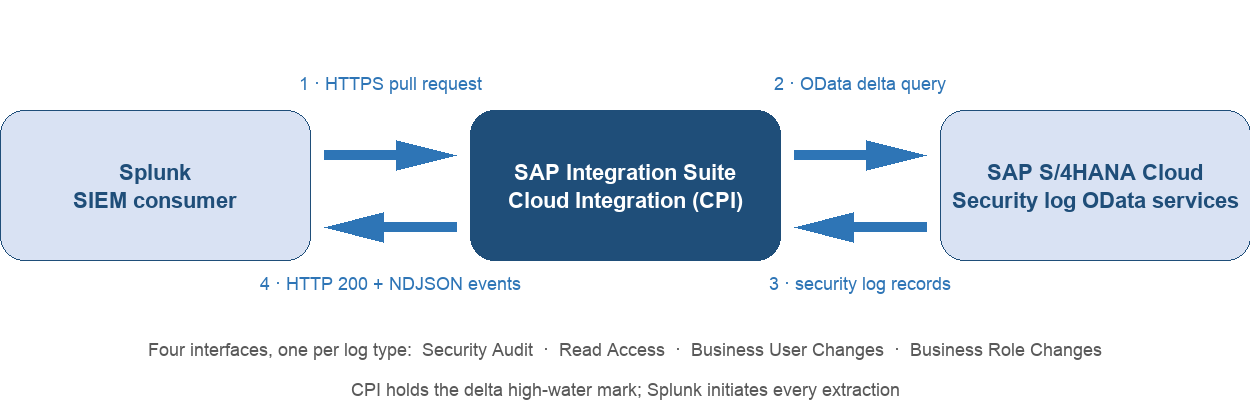 1 · HTTPS pull request
2 · OData delta query
Splunk
SIEM consumer
SAP Integration Suite
Cloud Integration (CPI)
SAP S/4HANA Cloud
Security log OData services
4 · HTTP 200 + NDJSON events
3 · security log records
Four interfaces, one per log type:  Security Audit  ·  Read Access  ·  Business User Changes  ·  Business Role Changes
CPI holds the delta high-water mark; Splunk initiates every extraction